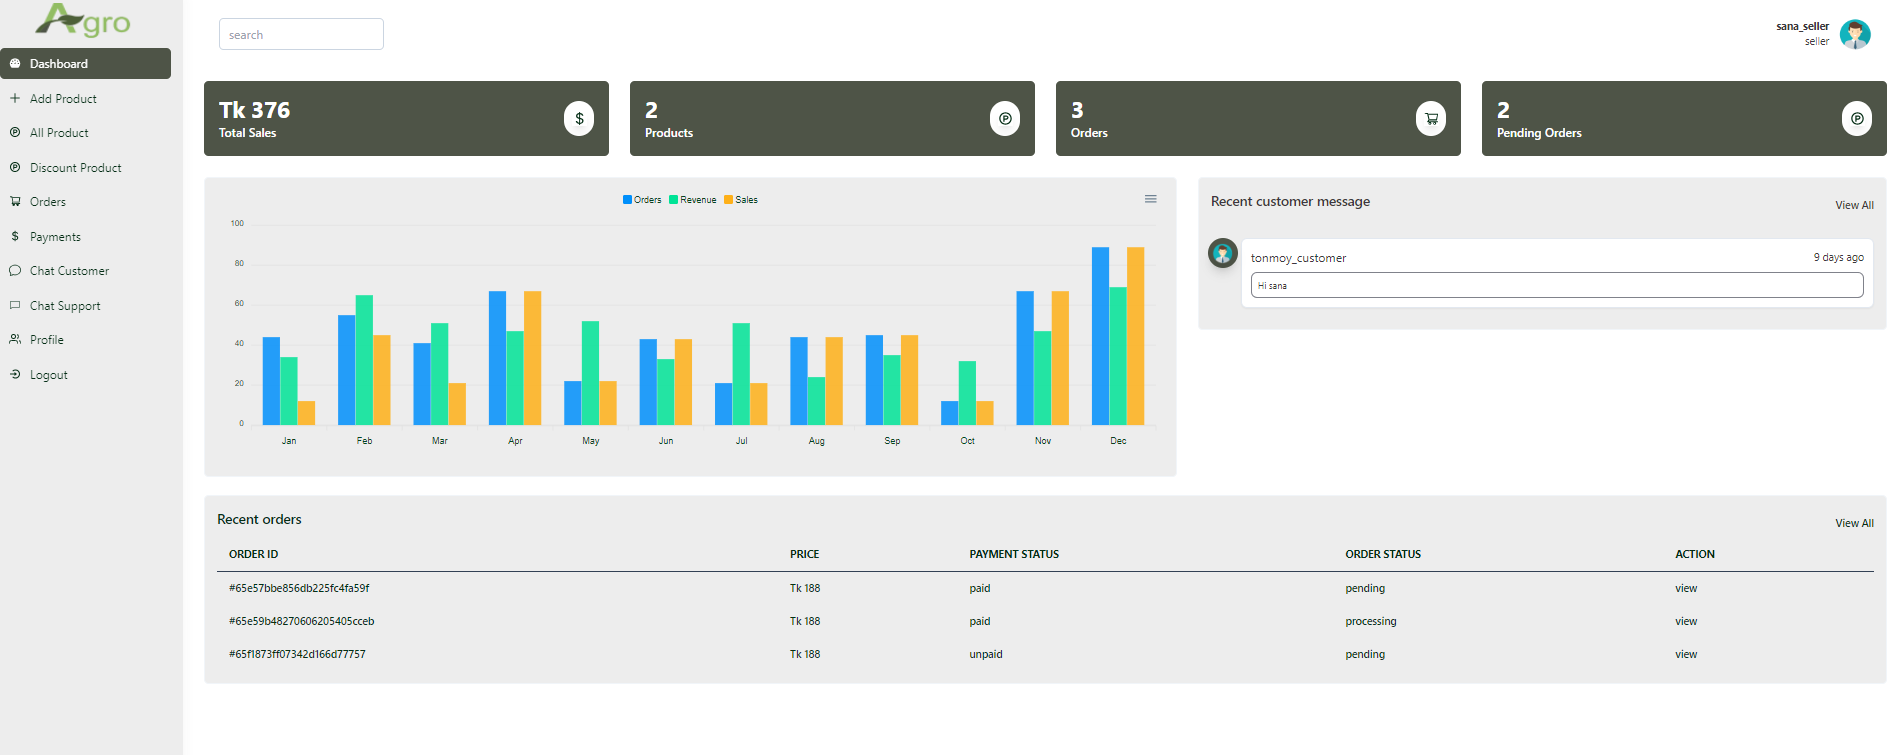 Agro
Dashboard
Add Product
All Product
Discount Product
Orders
Payments
Chat Customer
Chat Support
Profile
Logout
search
sana_seller
seller
Tk 376
Total Sales
$
2
Products
3
Orders
2
Pending Orders
Orders Revenue Sales
100
80
60
40
20
0
Jan Feb Mar Apr May Jun Jul Aug Sep Oct Nov Dec
Recent customer message
View All
tonmoy_customer 9 days ago
Hi sana
Recent orders
View All
ORDER ID PRICE PAYMENT STATUS ORDER STATUS ACTION
#65e57bbe856db225fc4fa59f Tk 188 paid pending view
#65e59b48270606205405cceb Tk 188 paid processing view
#65f1873ff07342d166d77757 Tk 188 unpaid pending view